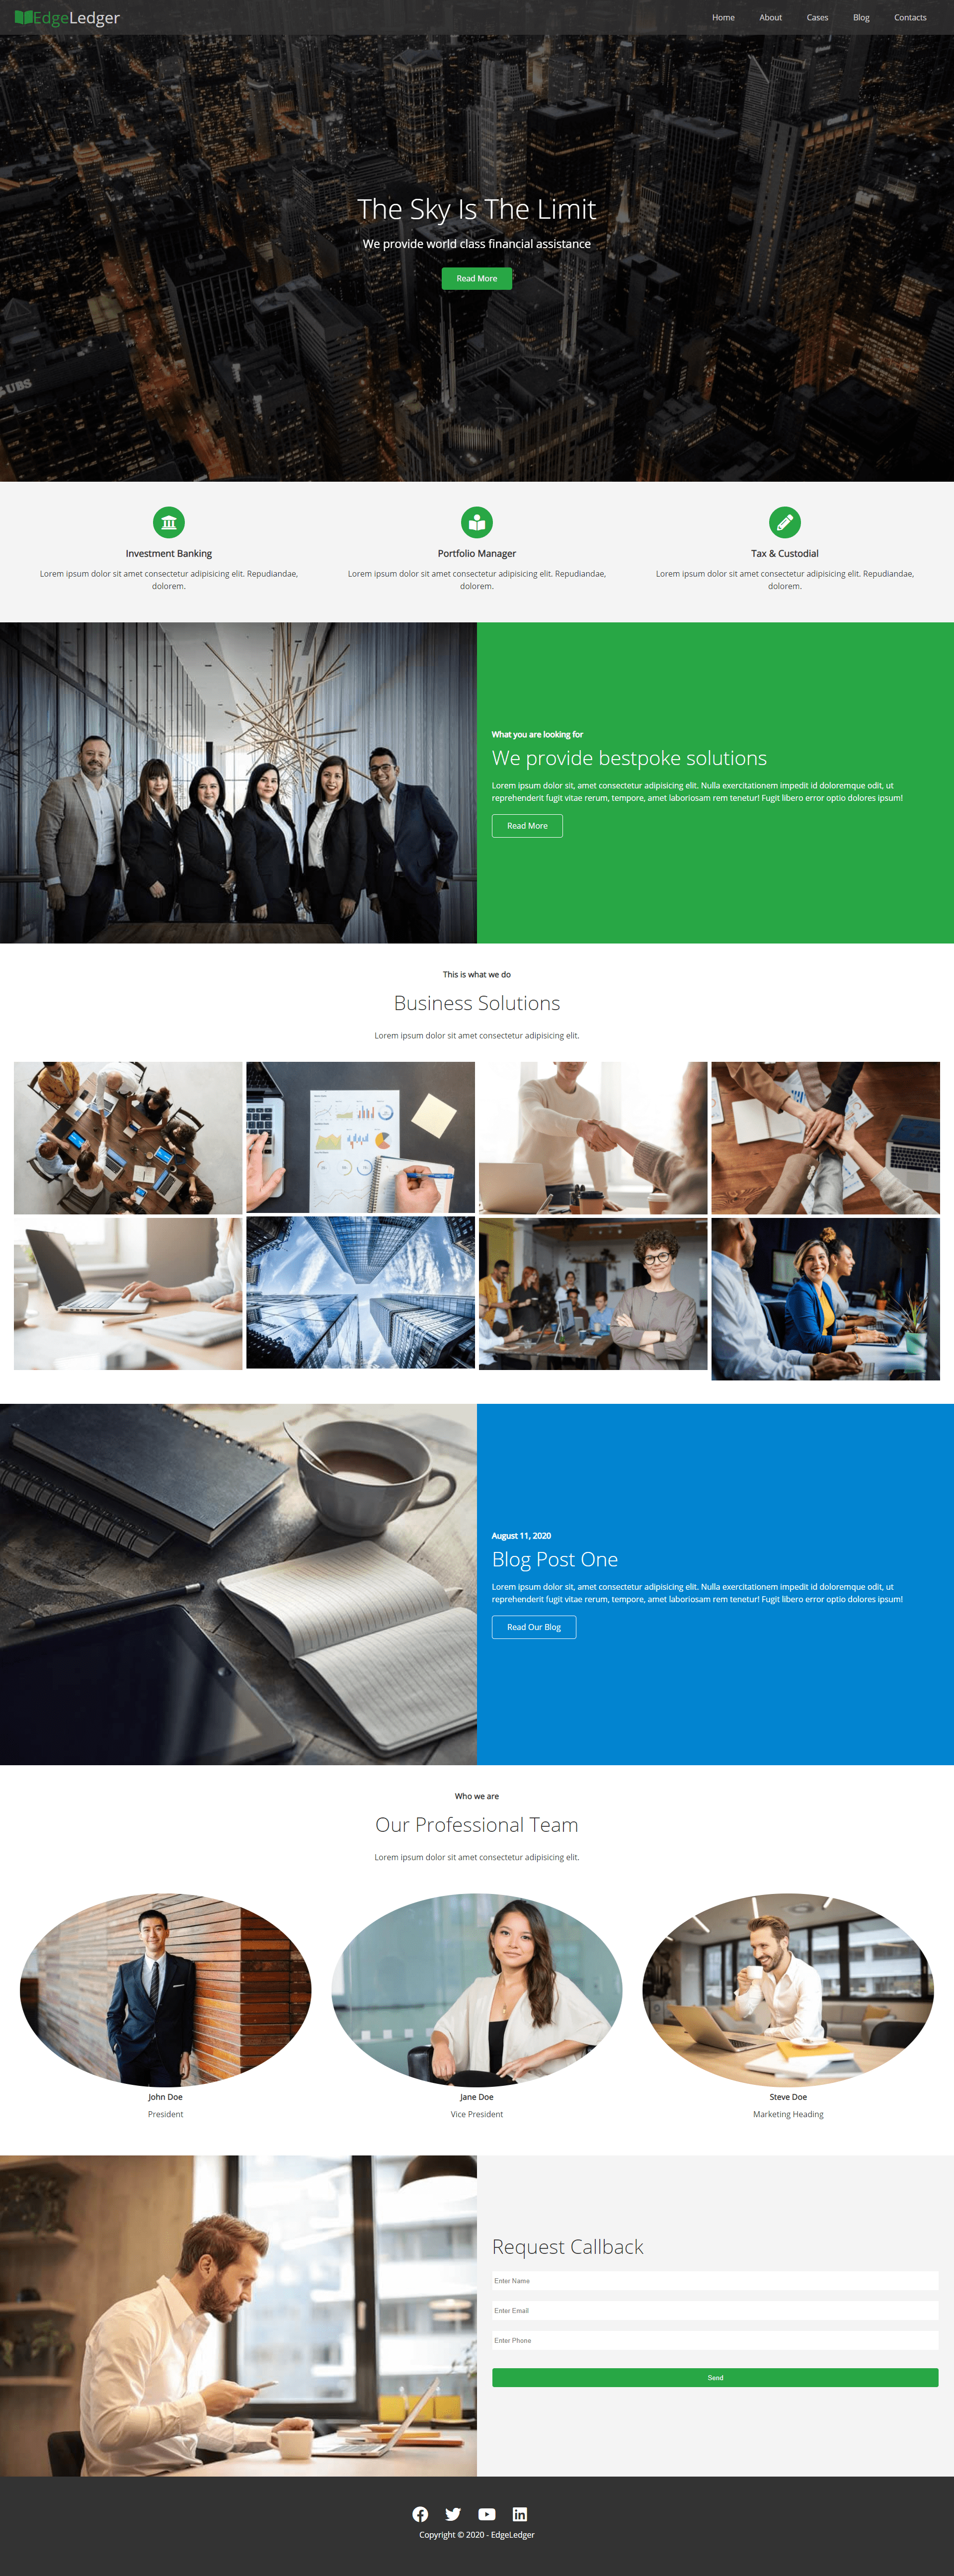 EdgeLedger
Home About Cases Blog Contacts
The Sky Is The Limit
We provide world class financial assistance
Read More
UBS
Investment Banking
Lorem ipsum dolor sit amet consectetur adipisicing elit. Repudiandae,
dolorem.
Portfolio Manager
Lorem ipsum dolor sit amet consectetur adipisicing elit. Repudiandae,
dolorem.
Tax & Custodial
Lorem ipsum dolor sit amet consectetur adipisicing elit. Repudiandae,
dolorem.
What you are looking for
We provide bestpoke solutions
Lorem ipsum dolor sit, amet consectetur adipisicing elit. Nulla exercitationem impedit id doloremque odit, ut
reprehenderit fugit vitae rerum, tempore, amet laboriosam rem tenetur! Fugit libero error optio dolores ipsum!
Read More
This is what we do
Business Solutions
Lorem ipsum dolor sit amet consectetur adipisicing elit.
August 11, 2020
Blog Post One
Lorem ipsum dolor sit, amet consectetur adipisicing elit. Nulla exercitationem impedit id doloremque odit, ut
reprehenderit fugit vitae rerum, tempore, amet laboriosam rem tenetur! Fugit libero error optio dolores ipsum!
Read Our Blog
Who we are
Our Professional Team
Lorem ipsum dolor sit amet consectetur adipisicing elit.
John Doe
President
Jane Doe
Vice President
Steve Doe
Marketing Heading
Request Callback
Enter Name
Enter Email
Enter Phone
Send
Copyright © 2020 - EdgeLedger